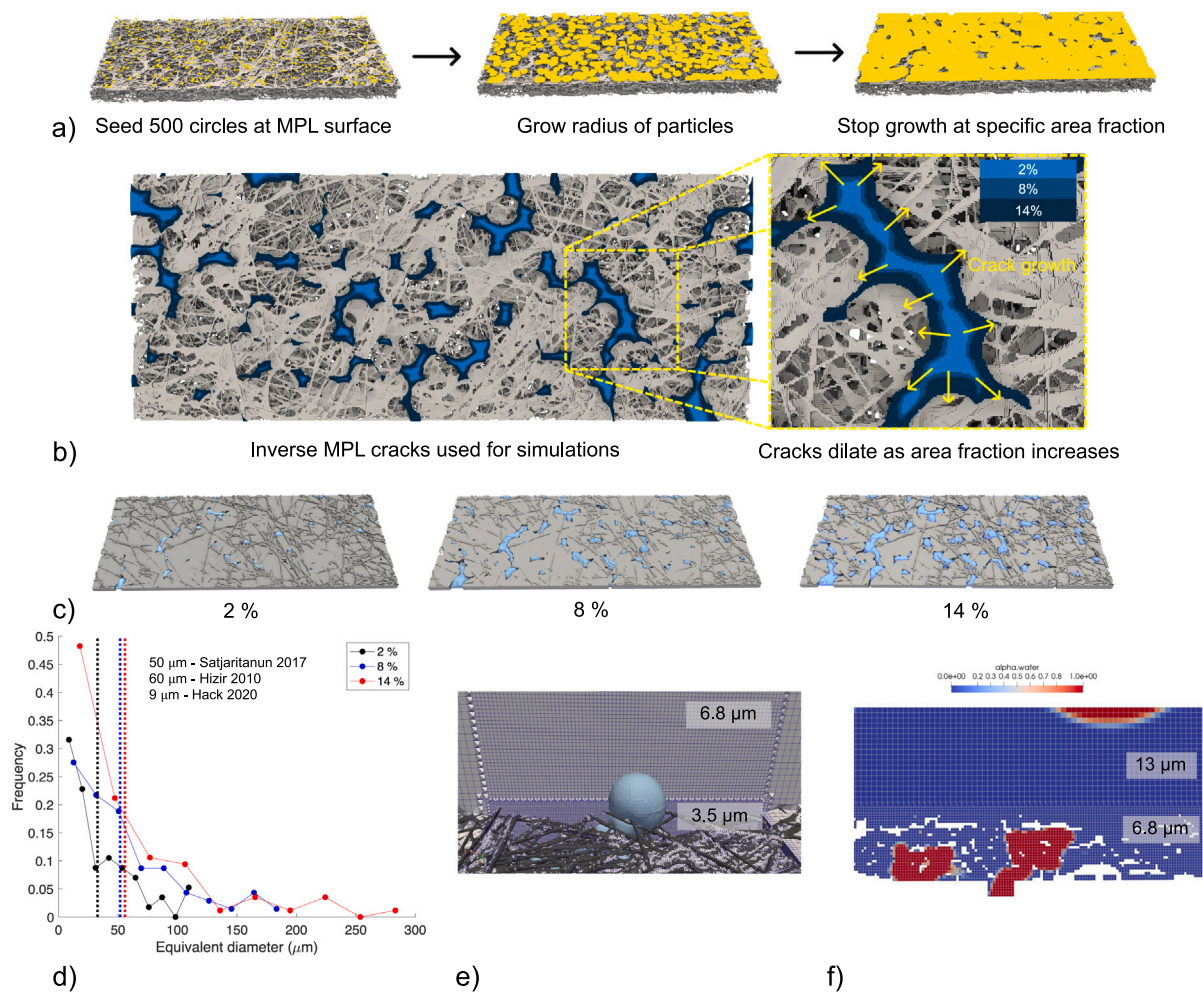 a)
Seed 500 circles at MPL surface
Grow radius of particles
Stop growth at specific area fraction
2%
8%
14%
Crack growth
b)
Inverse MPL cracks used for simulations
Cracks dilate as area fraction increases
c)
2 %
8 %
14 %
0.5
0.45
0.4
0.35
0.3
0.25
0.2
0.15
0.1
0.05
0
Frequency
50 μm - Satjaritanun 2017
60 μm - Hizir 2010
9 μm - Hack 2020
2 %
8 %
14 %
0
50
100
150
200
250
300
Equivalent diameter (μm)
d)
6.8 μm
3.5 μm
e)
alpha.water
0.0e+00 0.2 0.3 0.4 0.5 0.6 0.7 0.8 1.0e+00
13 μm
6.8 μm
f)